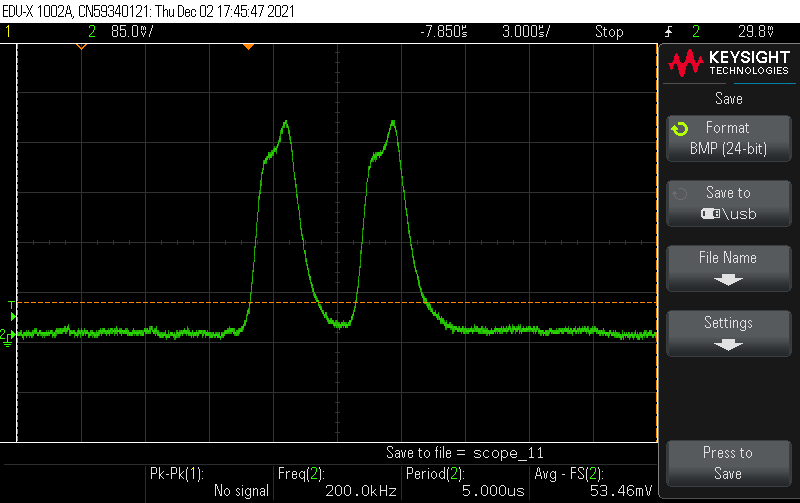 EDU-X 1002A, CN59340121: Thu Dec 02 17:45:47 2021
1 2 85.0V/ -7.850s 3.000s/ Stop 2 29.8V
KEYSIGHT
TECHNOLOGIES
Save
Format
BMP (24-bit)
Save to
\usb
File Name
Settings
T
2
Save to file = scope_11
Pk-Pk(1): Freq(2): Period(2): Avg - FS(2):
No signal 200.0kHz 5.000us 53.46mV
Press to
Save